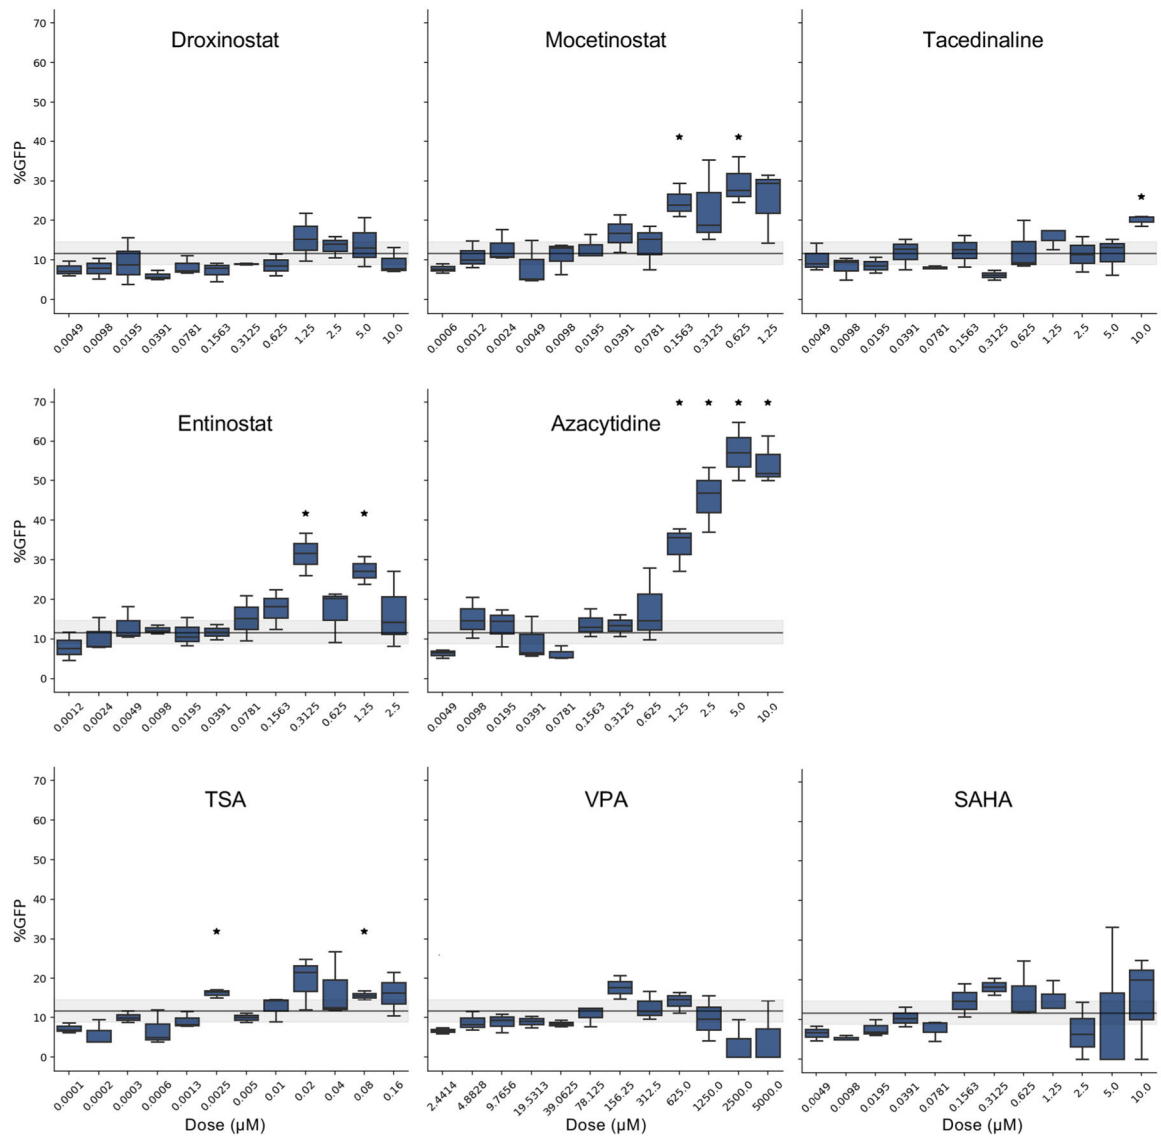 Droxinostat
%GFP
70
60
50
40
30
20
10
0
0.0049 0.0098 0.0195 0.0391 0.0781 0.1563 0.3125 0.625 1.25 2.5 5.0 10.0
Mocetinostat
0.0006 0.0012 0.0024 0.0049 0.0098 0.0195 0.0391 0.0781 0.1563 0.3125 0.625 1.25
Tacedinaline
0.0049 0.0098 0.0195 0.0391 0.0781 0.1563 0.3125 0.625 1.25 2.5 5.0 10.0
Entinostat
%GFP
70
60
50
40
30
20
10
0
0.0012 0.0024 0.0049 0.0098 0.0195 0.0391 0.0781 0.1563 0.3125 0.625 1.25 2.5
Azacytidine
0.0049 0.0098 0.0195 0.0391 0.0781 0.1563 0.3125 0.625 1.25 2.5 5.0 10.0
TSA
%GFP
70
60
50
40
30
20
10
0
0.0001 0.0002 0.0003 0.0006 0.0013 0.0025 0.005 0.01 0.02 0.04 0.08 0.16
Dose (μM)
VPA
2.4414 4.8828 9.7656 19.5313 39.0625 78.125 156.25 312.5 625.0 1250.0 2500.0 5000.0
Dose (μM)
SAHA
0.0049 0.0098 0.0195 0.0391 0.0781 0.1563 0.3125 0.625 1.25 2.5 5.0 10.0
Dose (μM)